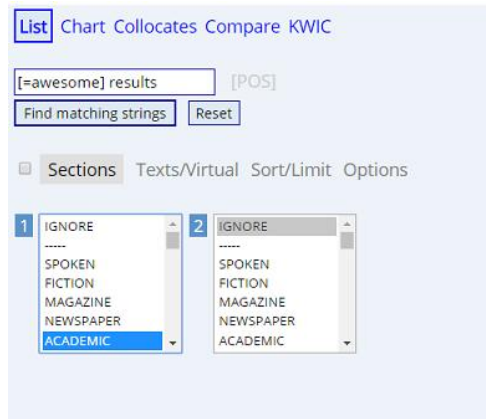 List Chart Collocates Compare KWIC
[=awesome] results [POS]
Find matching strings Reset
Sections Texts/Virtual Sort/Limit Options
1 IGNORE 2 IGNORE
----- -----
SPOKEN SPOKEN
FICTION FICTION
MAGAZINE MAGAZINE
NEWSPAPER NEWSPAPER
ACADEMIC ACADEMIC